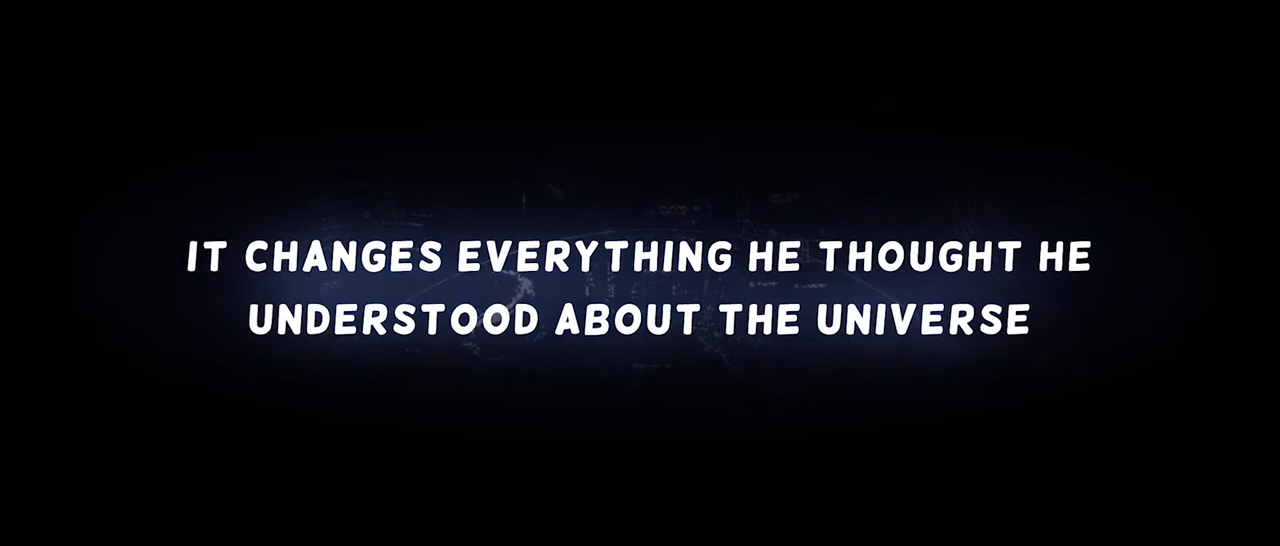 IT CHANGES EVERYTHING HE THOUGHT HE
UNDERSTOOD ABOUT THE UNIVERSE